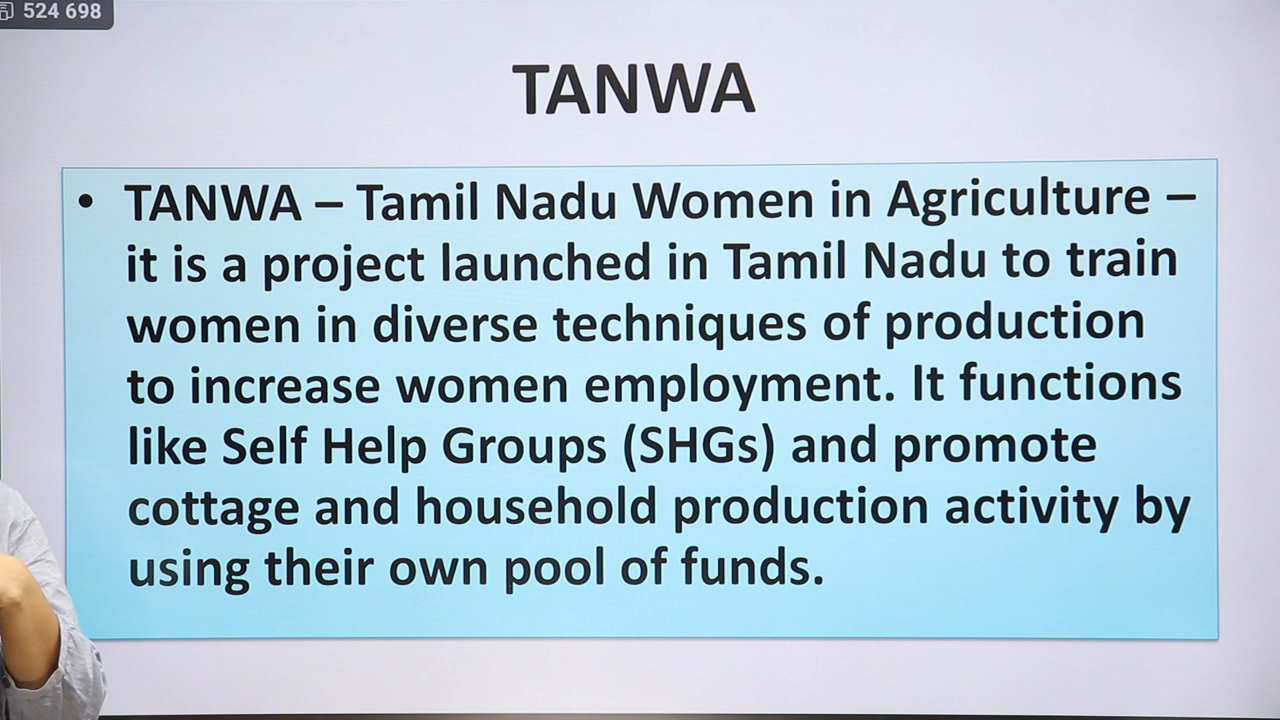 524 698
TANWA
• TANWA – Tamil Nadu Women in Agriculture –
it is a project launched in Tamil Nadu to train
women in diverse techniques of production
to increase women employment. It functions
like Self Help Groups (SHGs) and promote
cottage and household production activity by
using their own pool of funds.